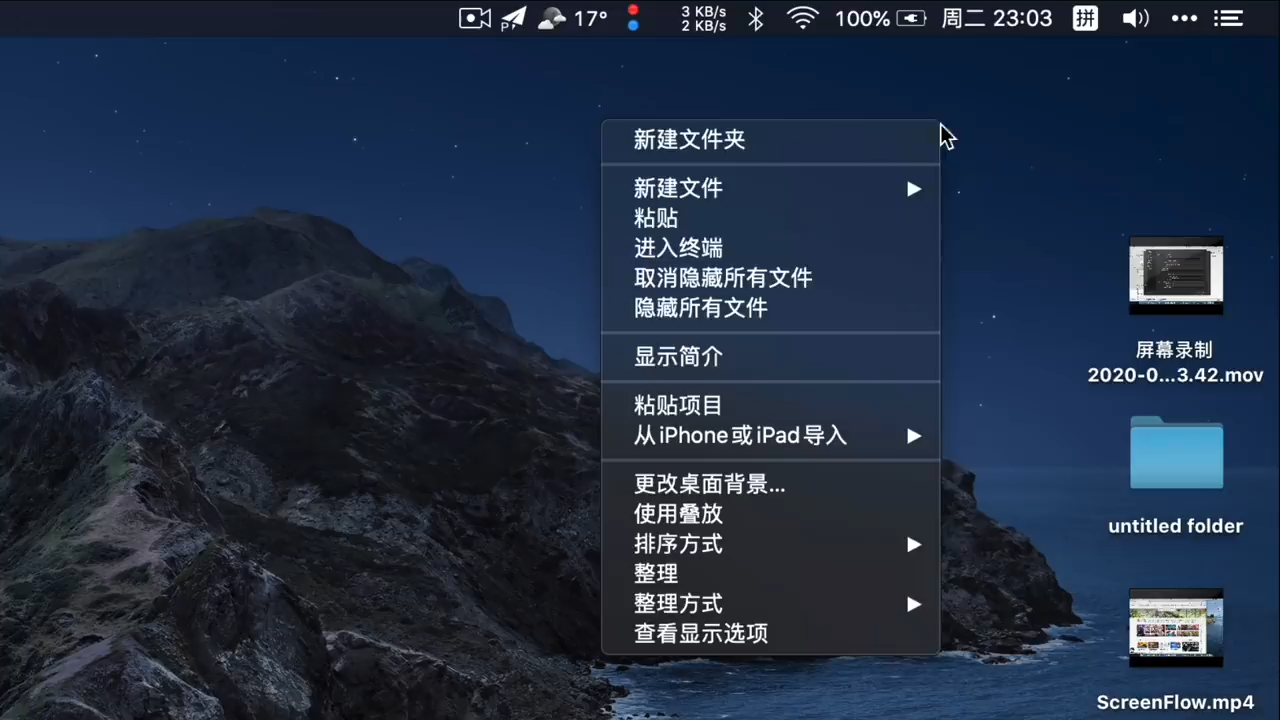 P
17°
3 KB/s
2 KB/s
100%
周二 23:03
拼
新建文件夹
新建文件
粘贴
进入终端
取消隐藏所有文件
隐藏所有文件
显示简介
粘贴项目
从iPhone或iPad导入
更改桌面背景...
使用叠放
排序方式
整理
整理方式
查看显示选项
屏幕录制
2020-0...3.42.mov
untitled folder
ScreenFlow.mp4